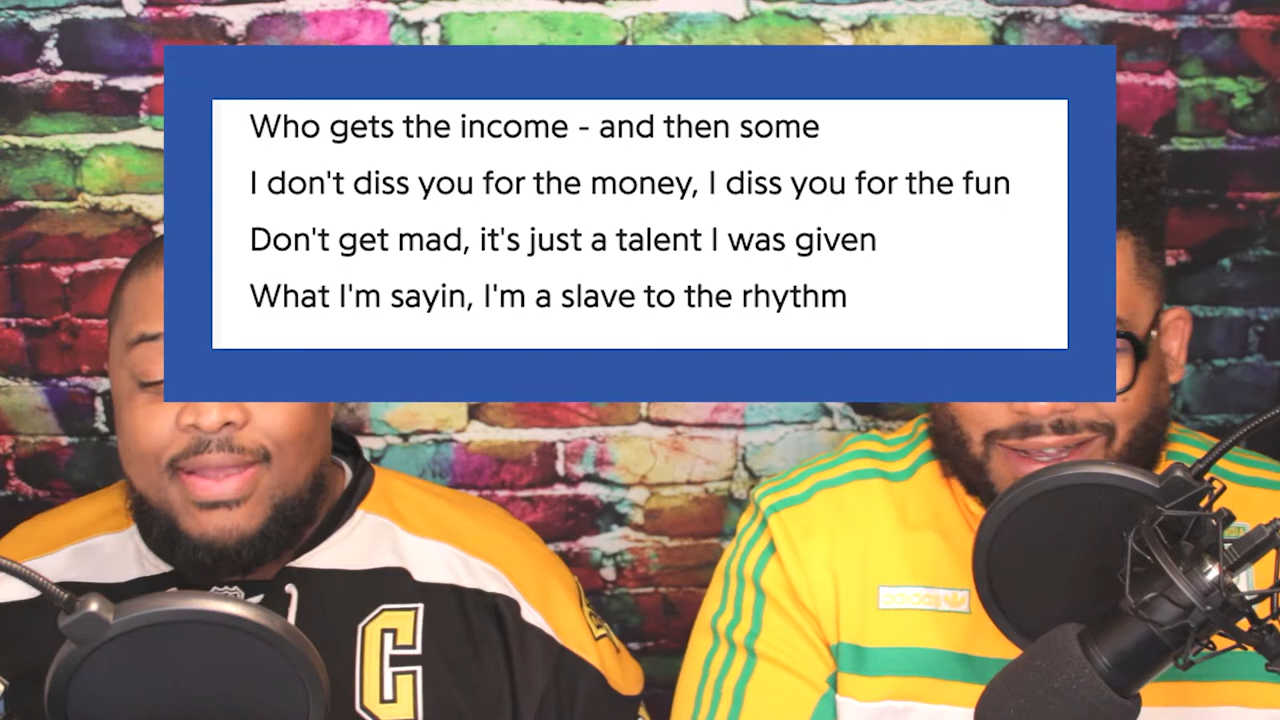 Who gets the income - and then some
I don't diss you for the money, I diss you for the fun
Don't get mad, it's just a talent I was given
What I'm sayin, I'm a slave to the rhythm
C
adidas